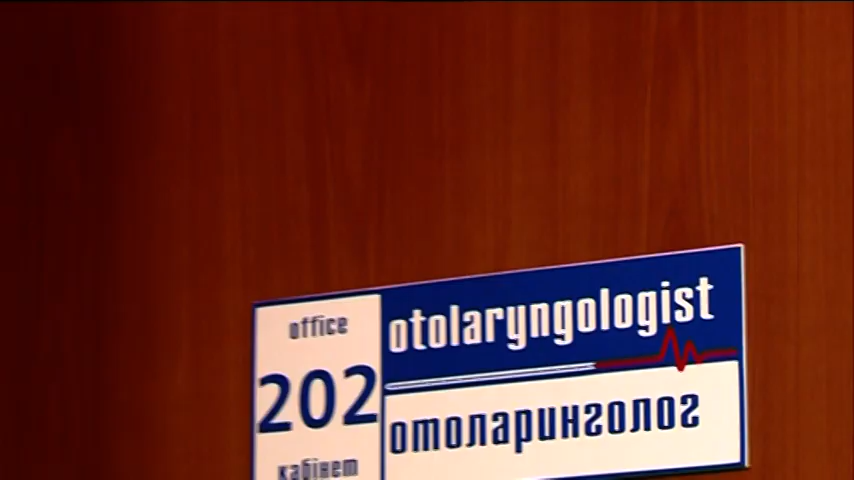 office
202
кабінет
otolaryngologist
отоларинголог